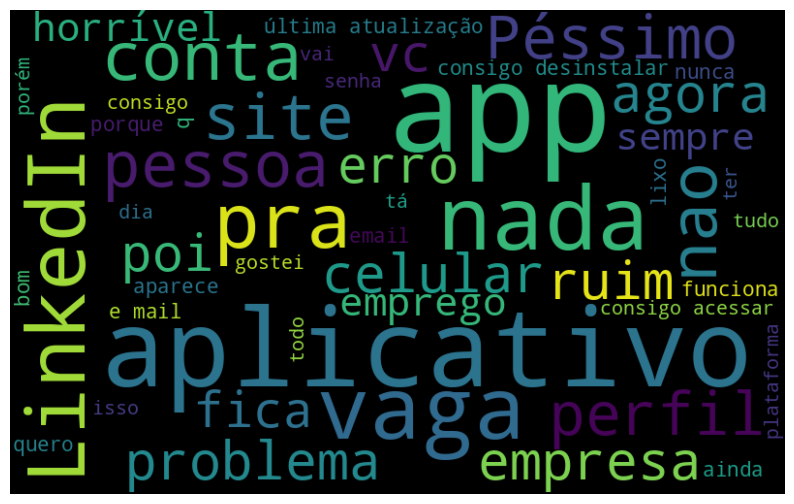 horrível
última atualização
Péssimo
porém
conta
vai
vc
consigo desinstalar
nunca
senha
app
agora
consigo
porque
q
site
sempre
LinkedIn
pessoa
erro
nao
lixo
ter
dia
pra
tá
nada
tudo
email
poi
gostei
bom
aparece
celular
ruim
funciona
e mail
emprego
consigo acessar
aplicativo
todo
plataforma
isso
fica
vaga
perfil
quero
problema
empresa
ainda